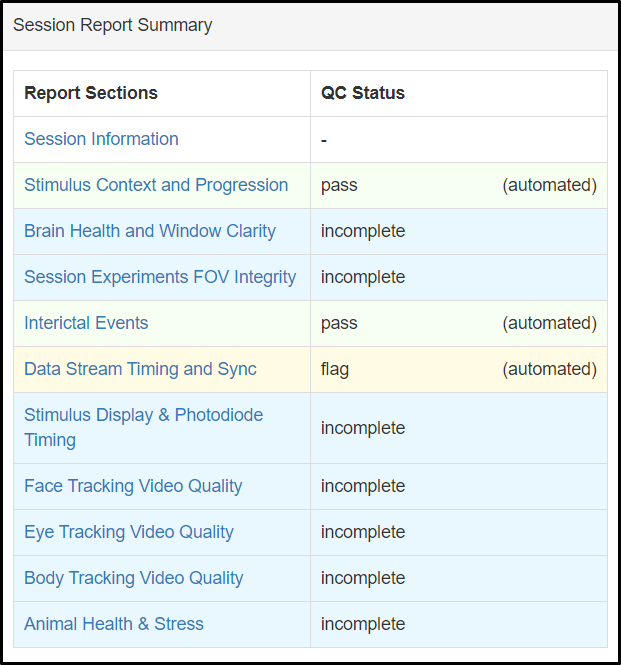 Session Report Summary
Report Sections QC Status
Session Information -
Stimulus Context and Progression pass (automated)
Brain Health and Window Clarity incomplete
Session Experiments FOV Integrity incomplete
Interictal Events pass (automated)
Data Stream Timing and Sync flag (automated)
Stimulus Display & Photodiode
Timing incomplete
Face Tracking Video Quality incomplete
Eye Tracking Video Quality incomplete
Body Tracking Video Quality incomplete
Animal Health & Stress incomplete